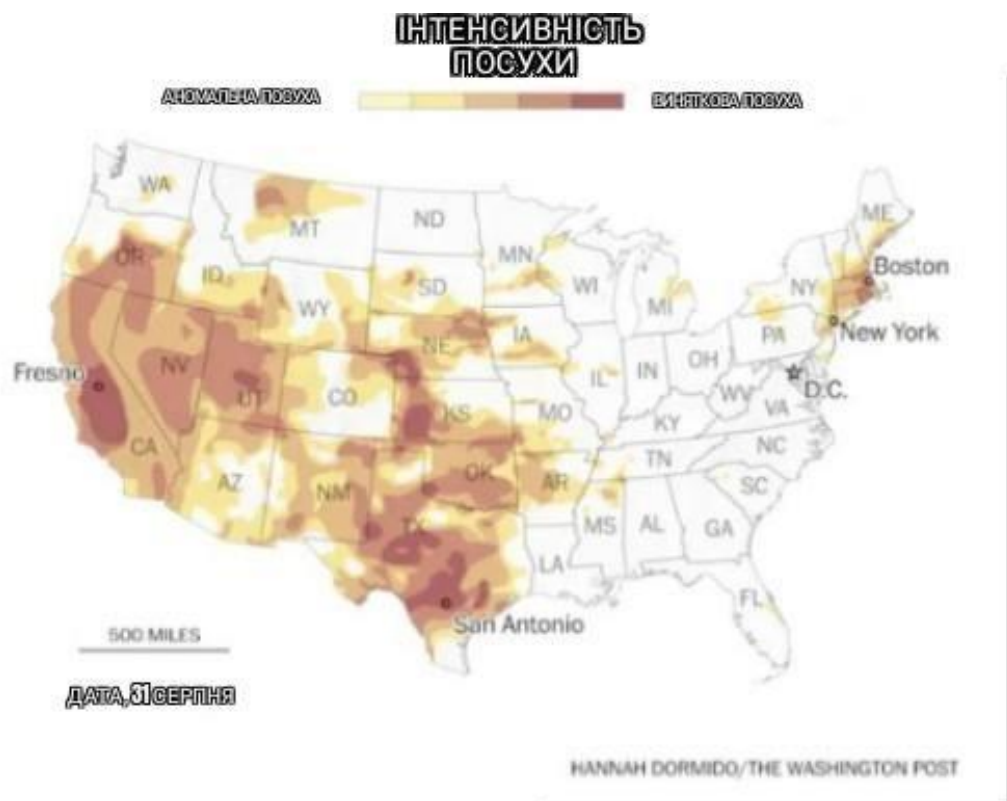 ІНТЕНСИВНІСТЬ
ПОСУХИ
АНОМАЛЬНА ПОСУХА
ВИНЯТКОВА ПОСУХА
WA
MT
ND
MN
ME
OR
ID
WY
SD
WI
MI
NY
Boston
NE
IA
PA
New York
Fresno
NV
UT
CO
KS
MO
IL
IN
OH
WV
VA
D.C.
KY
CA
AZ
NM
OK
AR
TN
NC
SC
TX
MS
AL
GA
LA
FL
San Antonio
500 MILES
ДАТА, 31 СЕРПНЯ
HANNAH DORMIDO/THE WASHINGTON POST